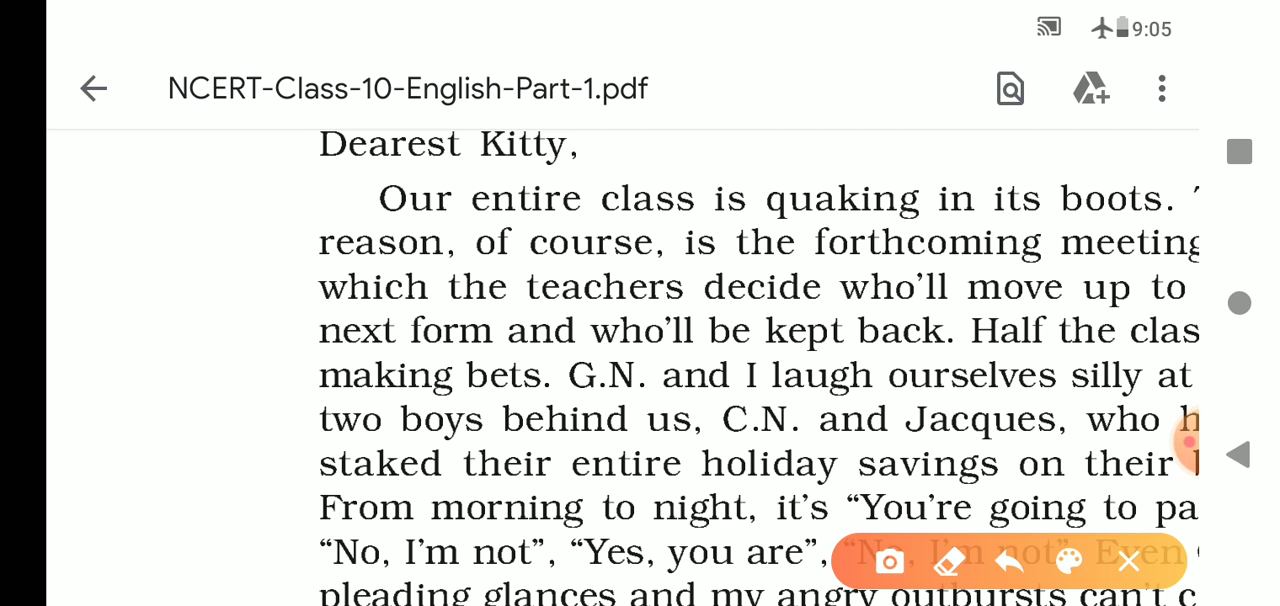 9:05
NCERT-Class-10-English-Part-1.pdf
Dearest Kitty,
Our entire class is quaking in its boots.
reason, of course, is the forthcoming meeting
which the teachers decide who'll move up to
next form and who'll be kept back. Half the clas
making bets. G.N. and I laugh ourselves silly at
two boys behind us, C.N. and Jacques, who h
staked their entire holiday savings on their
From morning to night, it's “You're going to pa
“No, I'm not”, “Yes, you are”, “No, I'm not”. Even
pleading glances and my angry outbursts can't c